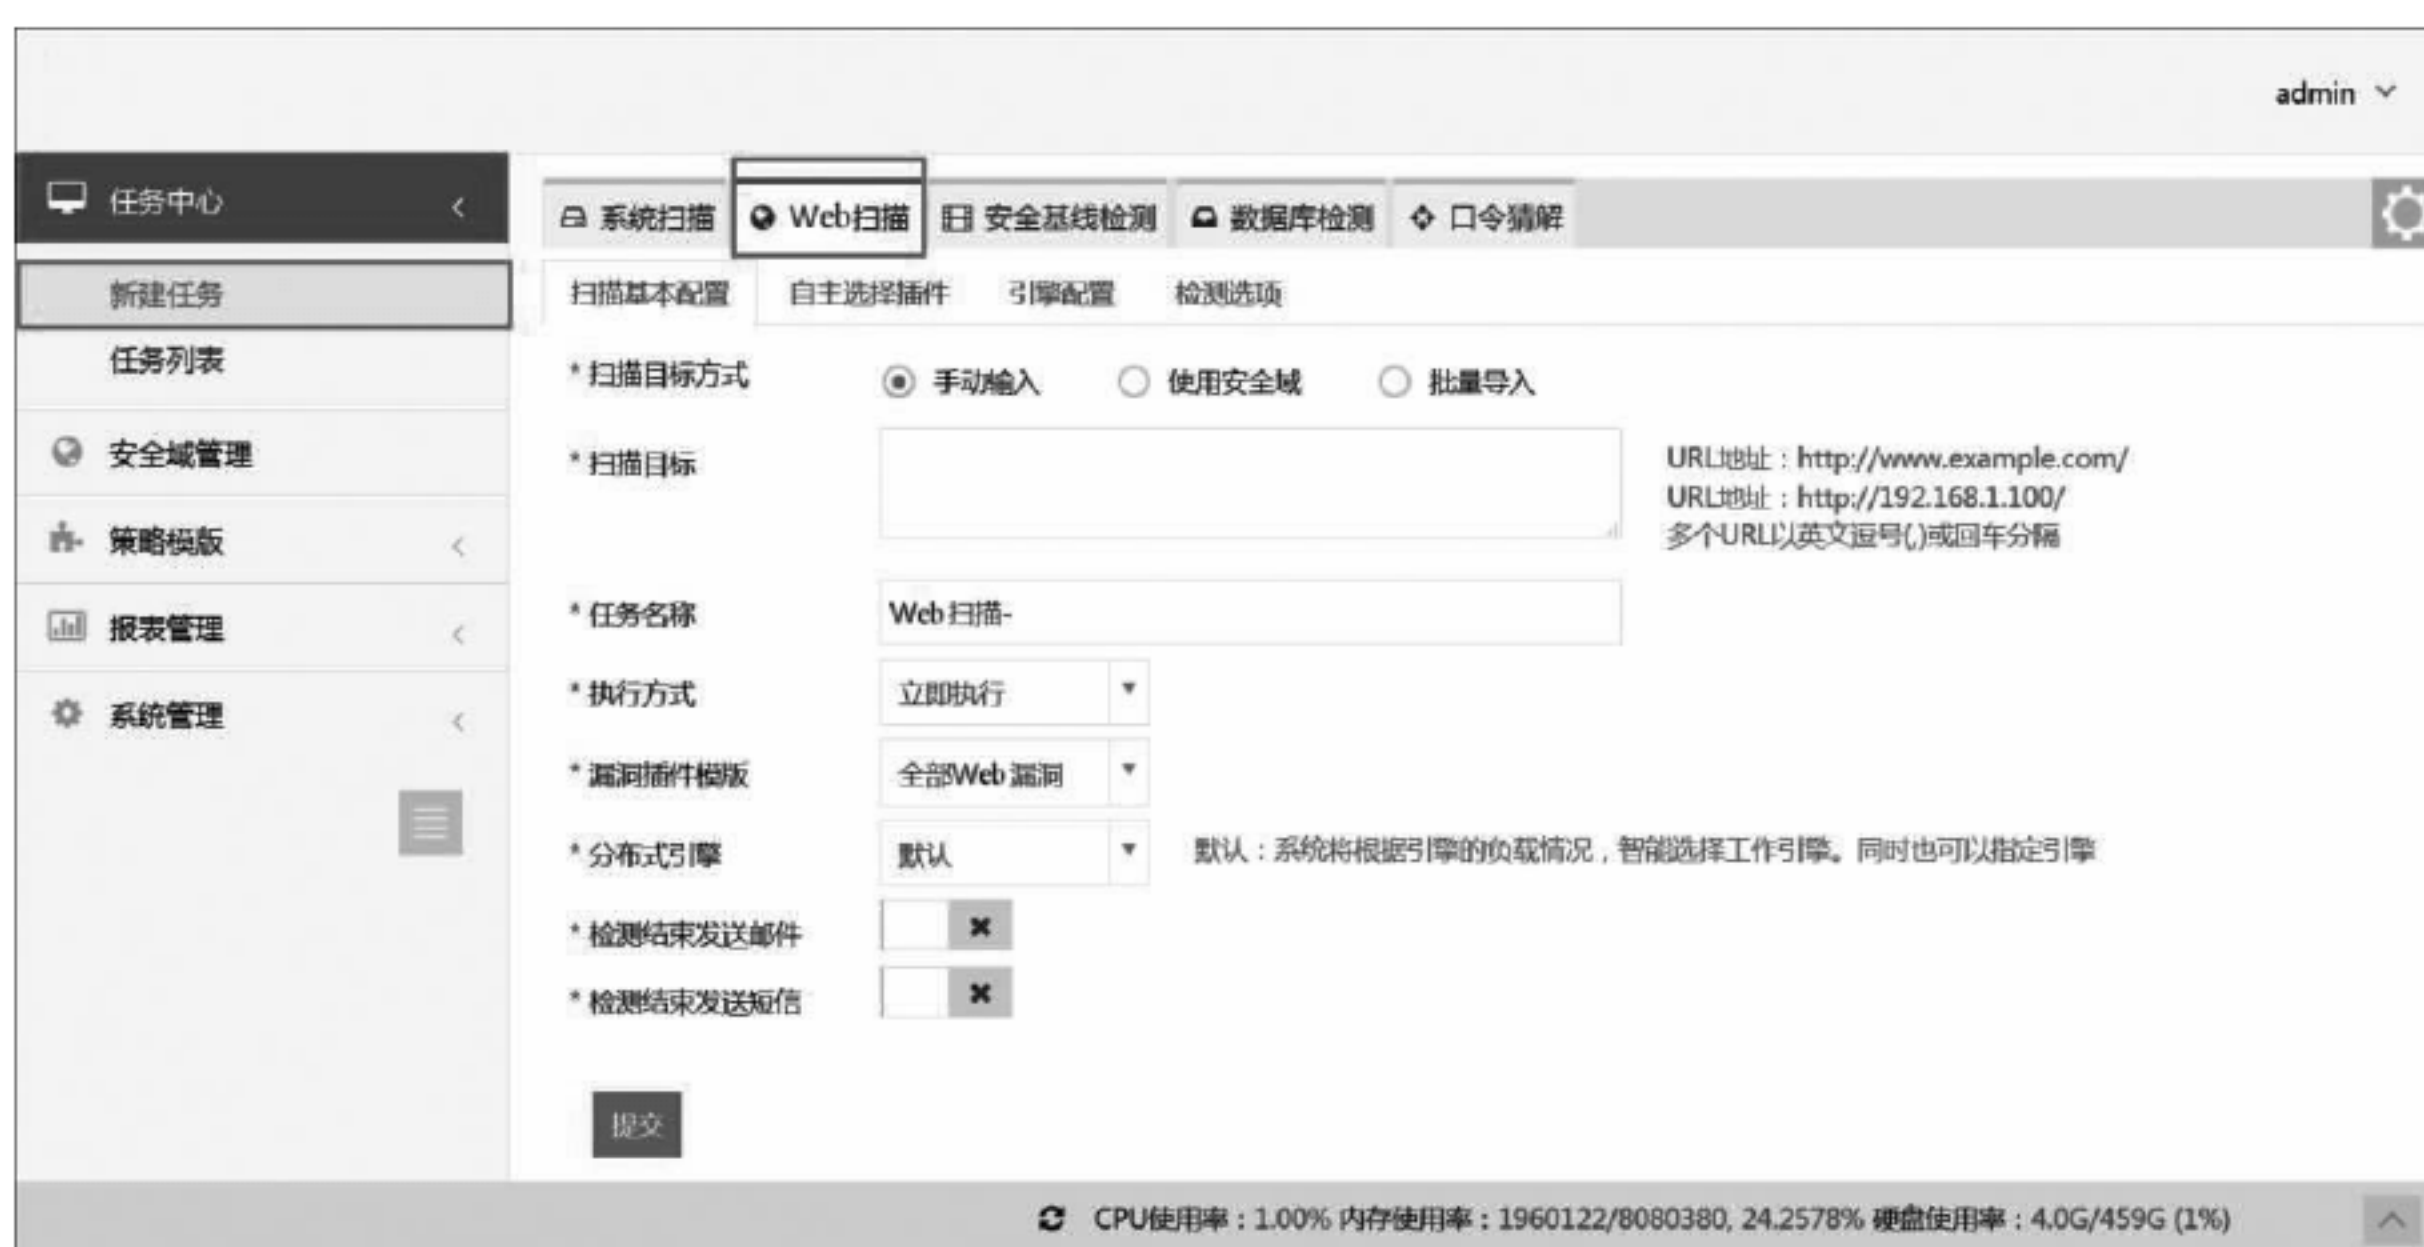 admin
任务中心
新建任务
任务列表
安全域管理
策略模版
报表管理
系统管理
系统扫描 Web扫描 安全基线检测 数据库检测 口令猜解
扫描基本配置 自主选择插件 引擎配置 检测选项
* 扫描目标方式 手动输入 使用安全域 批量导入
* 扫描目标
URL地址：http://www.example.com/
URL地址：http://192.168.1.100/
多个URL以英文逗号(,)或回车分隔
* 任务名称 Web 扫描-
* 执行方式 立即执行
* 漏洞插件模版 全部Web 漏洞
* 分布式引擎 默认 默认：系统将根据引擎的负载情况，智能选择工作引擎。同时也可以指定引擎
* 检测结束发送邮件
* 检测结束发送短信
提交
CPU使用率：1.00% 内存使用率：1960122/8080380, 24.2578% 硬盘使用率：4.0G/459G (1%)